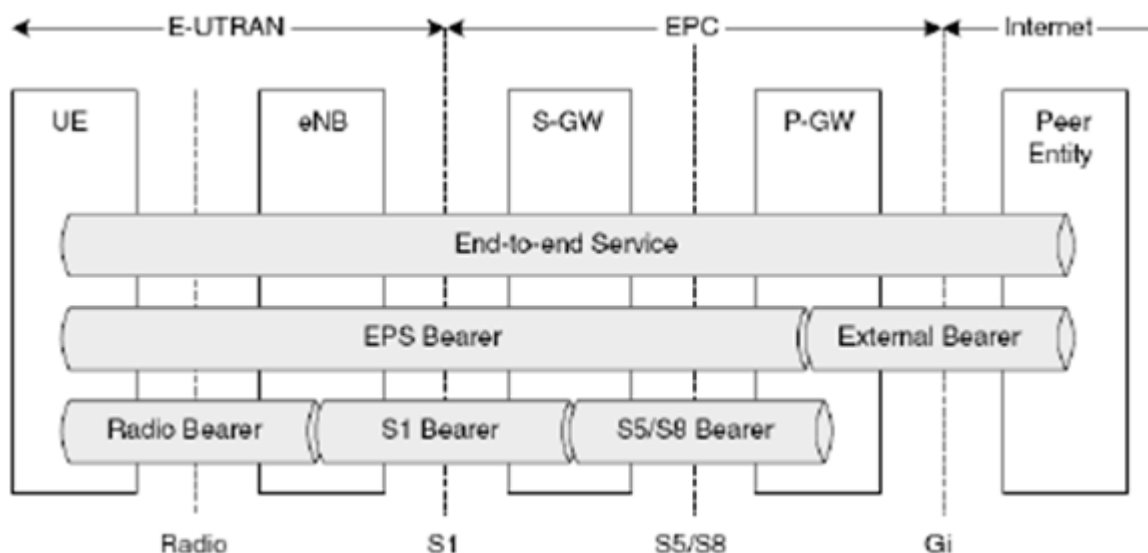 E-UTRAN EPC Internet
UE eNB S-GW P-GW Peer
Entity
End-to-end Service
EPS Bearer External Bearer
Radio Bearer S1 Bearer S5/S8 Bearer
Radio S1 S5/S8 Gi